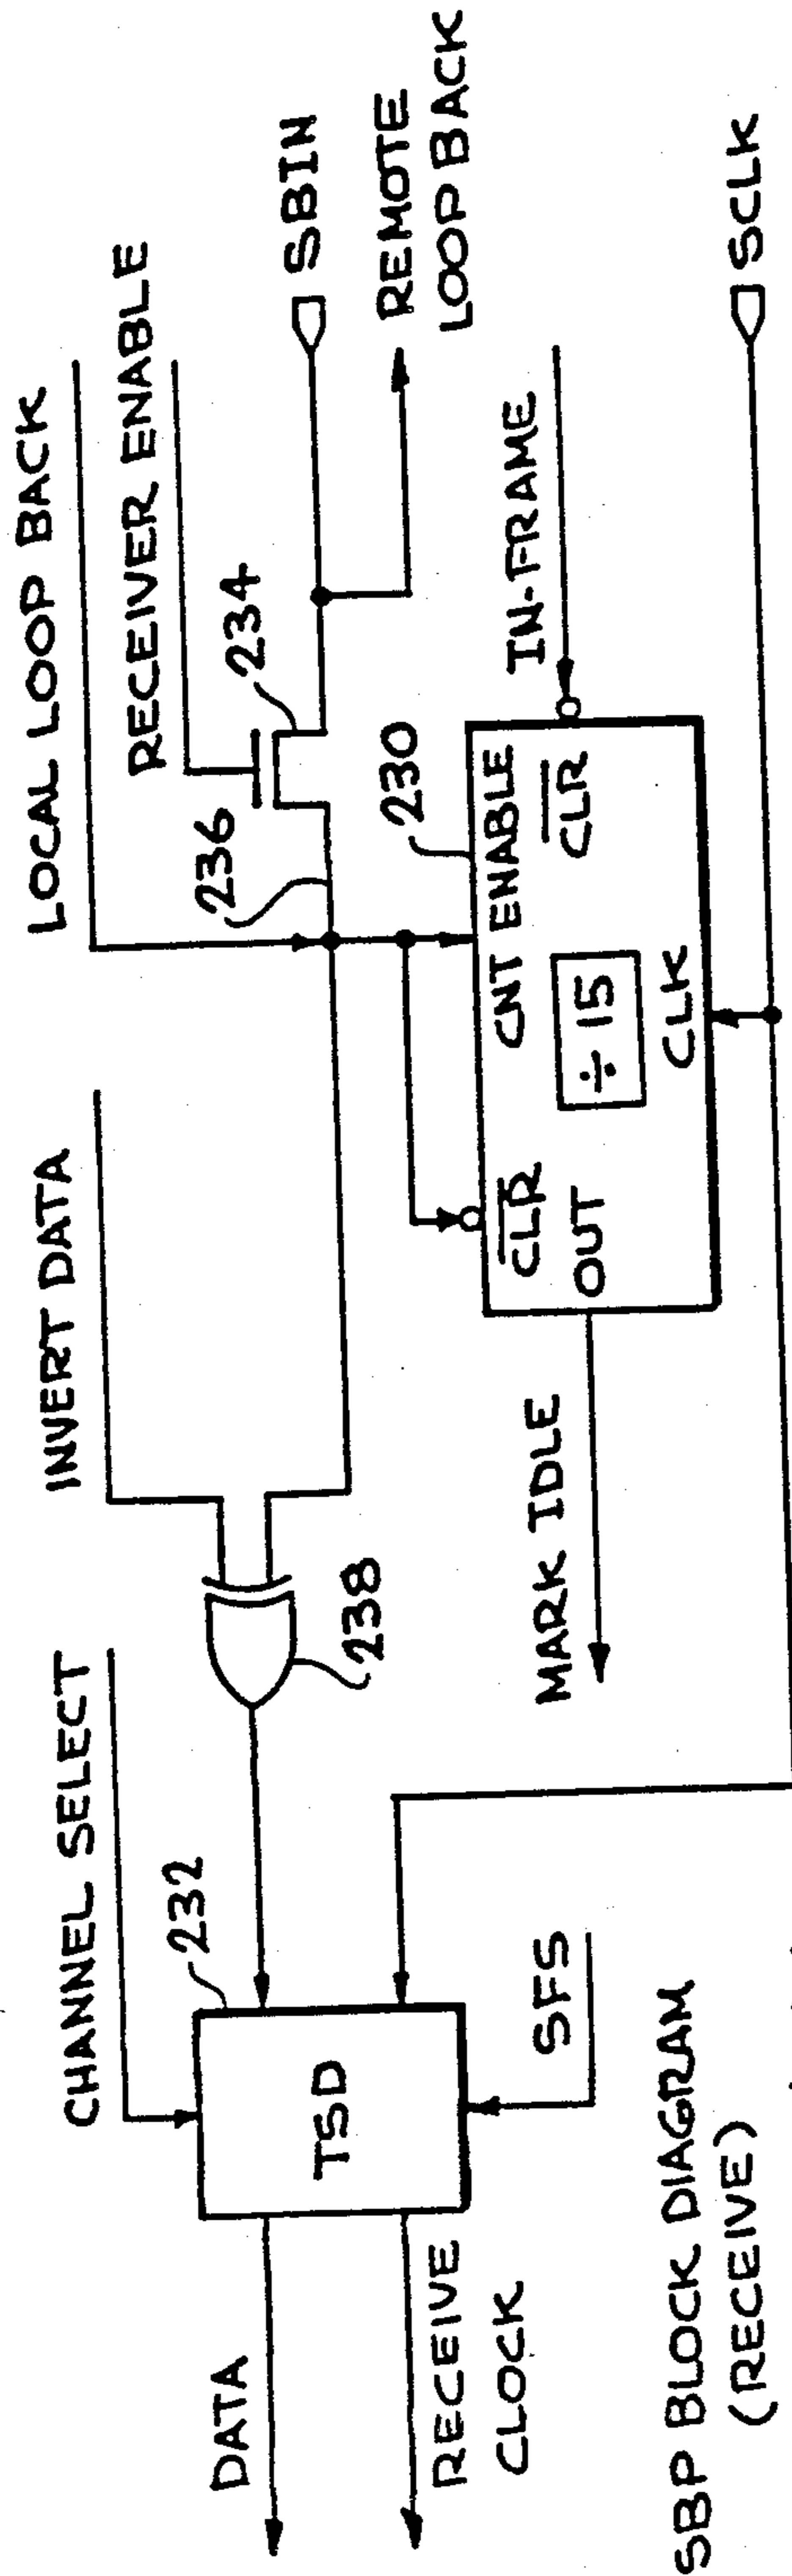 LOCAL LOOP BACK
RECEIVER ENABLE
INVERT DATA
CHANNEL SELECT
SBIN
REMOTE
LOOP BACK
234
236
238
232
TSD
DATA
RECEIVE
CLOCK
SFS
MARK IDLE
230
CNT ENABLE
CLR
CLR
OUT
÷ 15
CLK
IN-FRAME
SCLK
SBP BLOCK DIAGRAM
(RECEIVE)